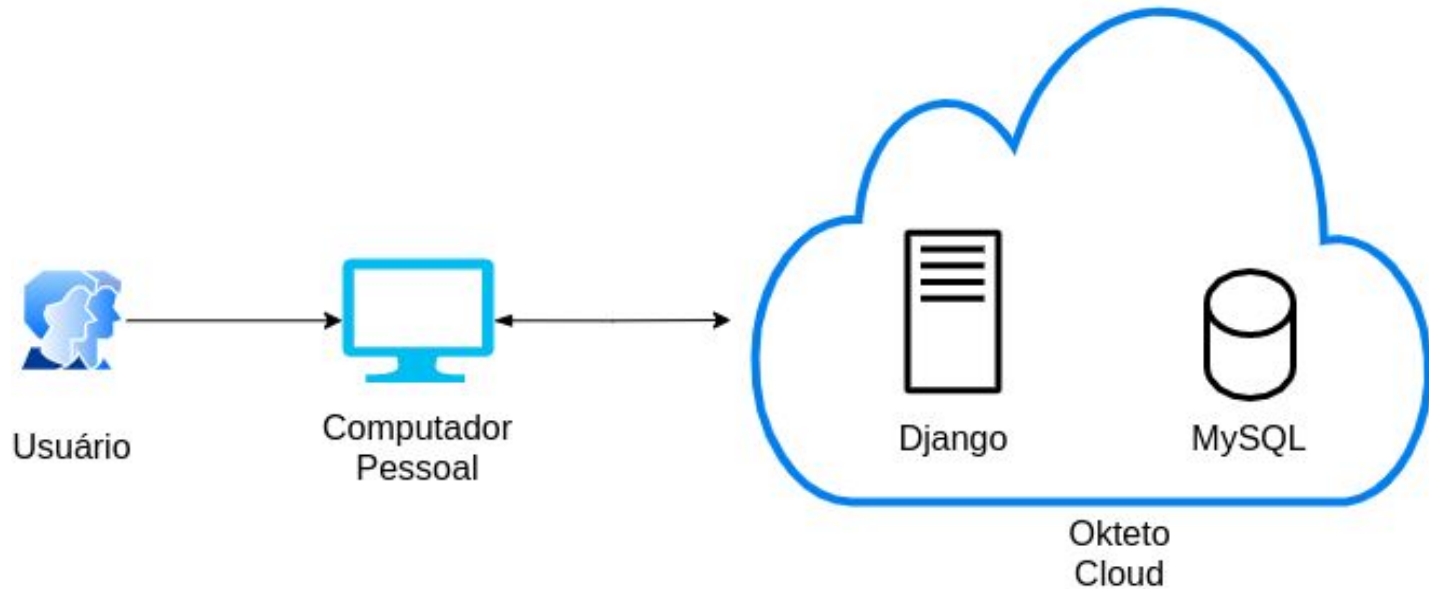 Usuário
Computador
Pessoal
Django
MySQL
Okteto
Cloud